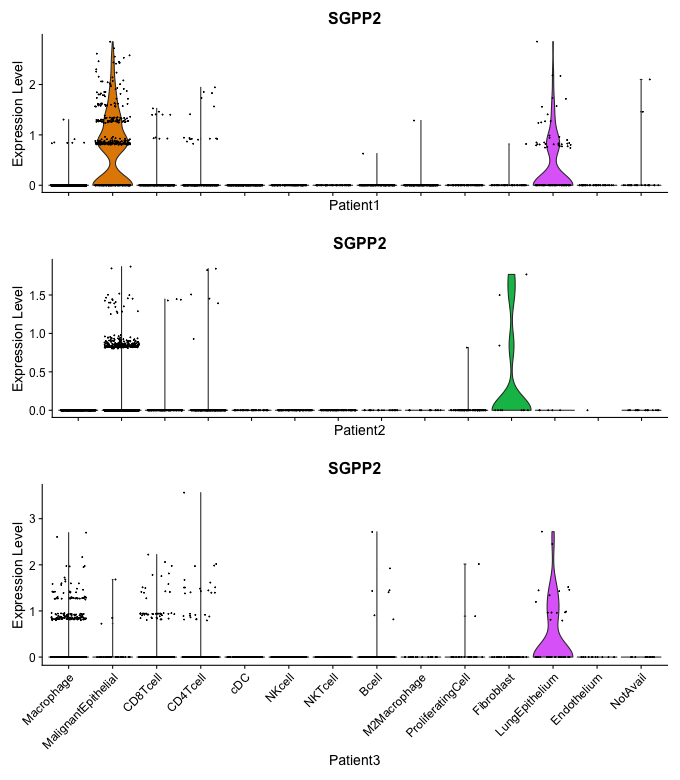 SGPP2
Expression Level
2
1
0
Patient1
SGPP2
Expression Level
1.5
1.0
0.5
0.0
Patient2
SGPP2
Expression Level
3
2
1
0
Macrophage
MalignantEpithelial
CD8Tcell
CD4Tcell
cDC
NKcell
NKTcell
Bcell
M2Macrophage
ProliferatingCell
Fibroblast
LungEpithelium
Endothelium
NotAvail
Patient3